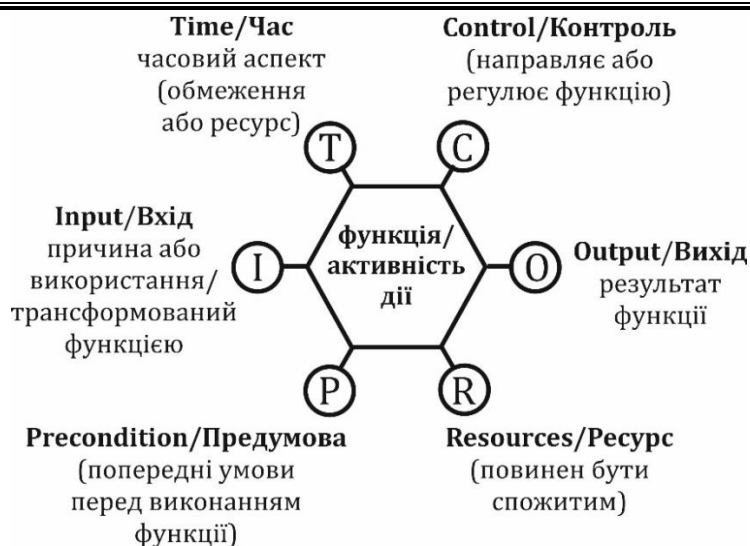 Time/Час
часовий аспект
(обмеження
або ресурс)
Control/Контроль
(направляє або
регулює функцію)
T
C
Input/Вхід
причина або
використання/
трансформований
функцією
I
функція/
активність
дії
O
Output/Вихід
результат
функції
P
R
Precondition/Предумова
(попередні умови
перед виконанням
функції)
Resources/Ресурс
(повинен бути
спожитим)